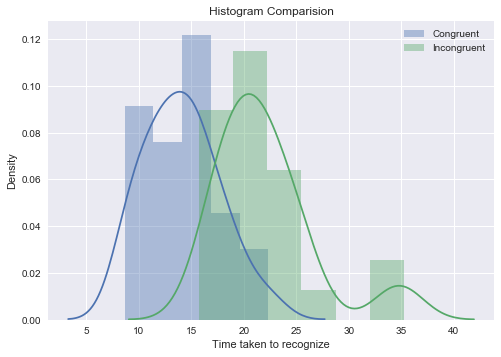 Histogram Comparision
Congruent
Incongruent
0.12
0.10
0.08
0.06
0.04
0.02
0.00
Density
5 10 15 20 25 30 35 40
Time taken to recognize